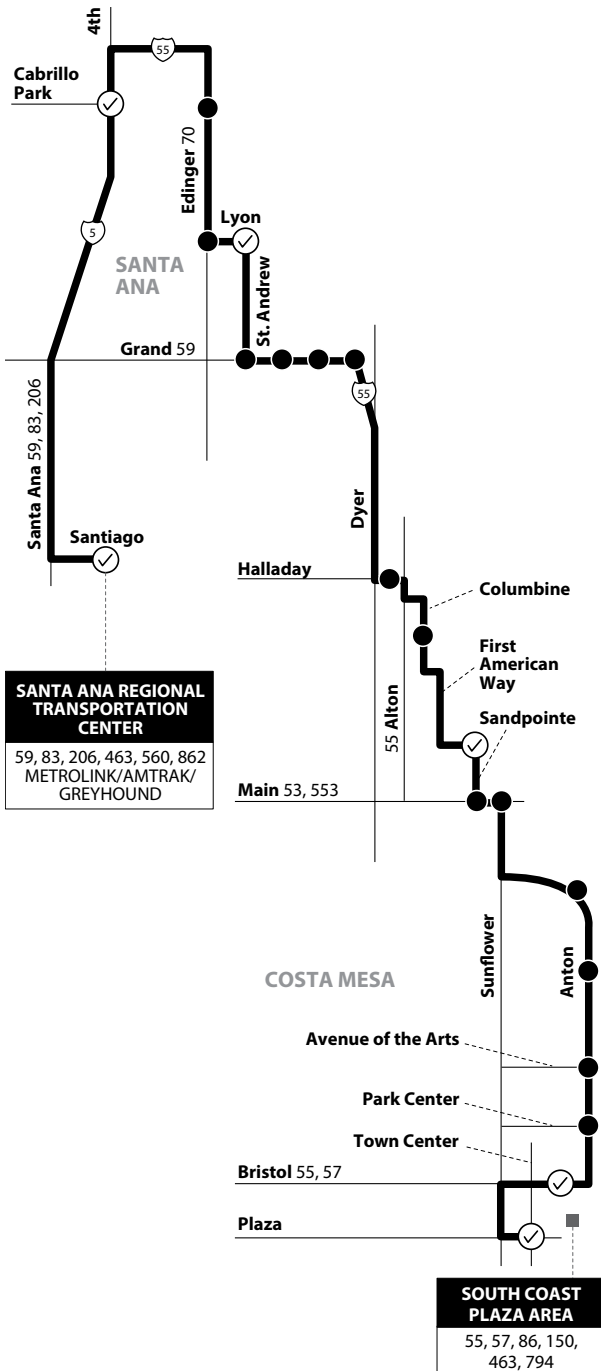 4th
55
Cabrillo
Park
Edinger 70
Lyon
5
SANTA
ANA
St. Andrew
Grand 59
55
Santa Ana 59, 83, 206
Dyer
Santiago
Halladay
Columbine
First
American
Way
SANTA ANA REGIONAL
TRANSPORTATION
CENTER
59, 83, 206, 463, 560, 862
METROLINK/AMTRAK/
GREYHOUND
55 Alton
Sandpointe
Main 53, 553
Sunflower
Anton
COSTA MESA
Avenue of the Arts
Park Center
Town Center
Bristol 55, 57
Plaza
SOUTH COAST
PLAZA AREA
55, 57, 86, 150,
463, 794